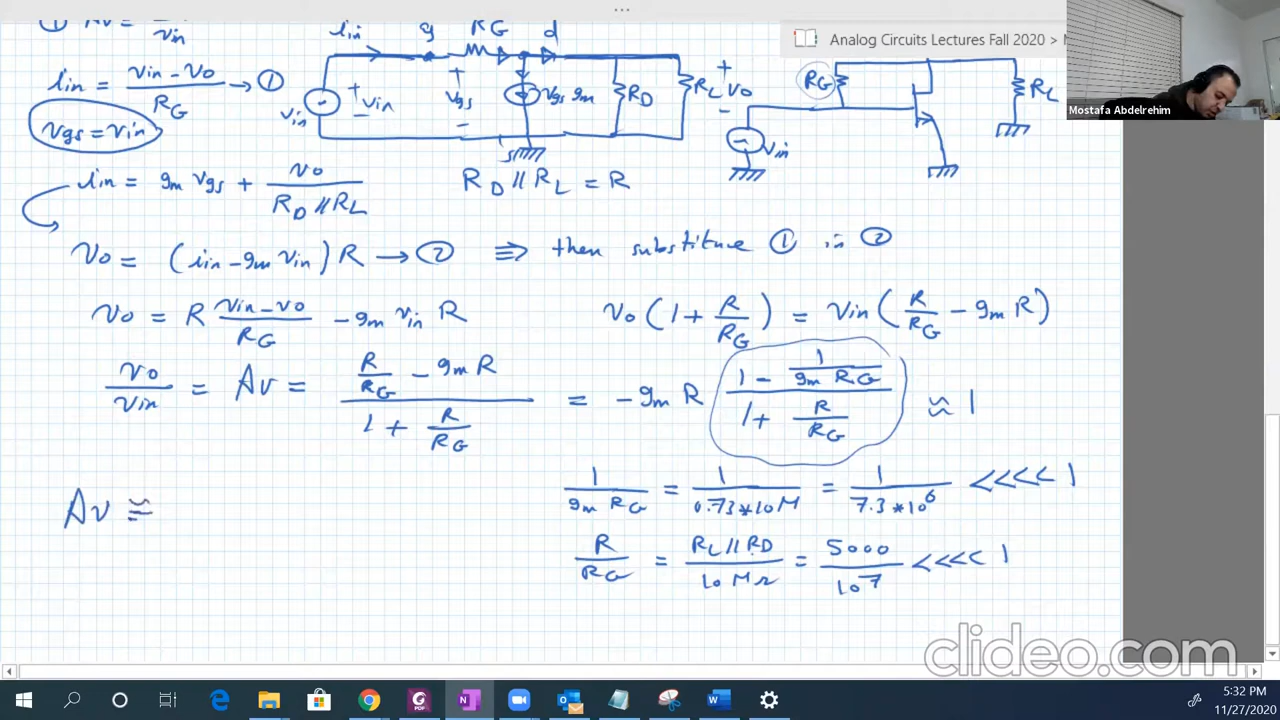 ① Av = / vin
iin g RG d
Analog Circuits Lectures Fall 2020 >
iin = (vin - vo) / RG → ①
vin + vin − + vgs − vgs gm RD RL + vo −
RG RL
vin
Mostafa Abdelrehim
vgs = vin
s
iin = gm vgs + vo / (RD // RL)
RD // RL = R
vo = (iin - gm vin) R → ② ⇛ then substitute ① in ②
vo = R (vin - vo) / RG - gm vin R
vo (1 + R/RG) = vin (R/RG - gm R)
vo/vin = Av = (R/RG - gm R) / (1 + R/RG) = - gm R (1 - 1/(gm RG)) / (1 + R/RG) ≈ 1
1/(gm RG) = 1/(0.73*10M) = 1/(7.3*10^6) <<<< 1
Av ≅
R/RG = RL//RD / 10MΩ = 5000/10^7 <<<< 1
clideo.com
5:32 PM
11/27/2020